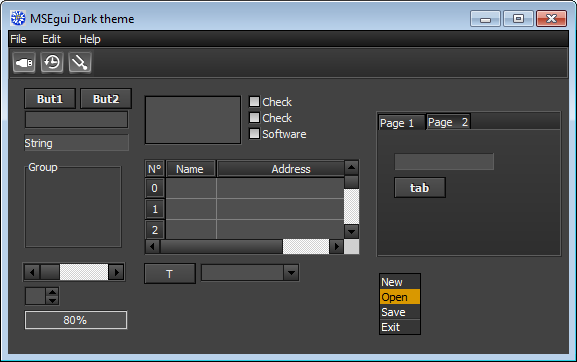 MSEgui Dark theme
File Edit Help
But1 But2
String
Group
80%
Check
Check
Software
N° Name Address
0
1
2
T
Page 1 Page 2
tab
New
Open
Save
Exit